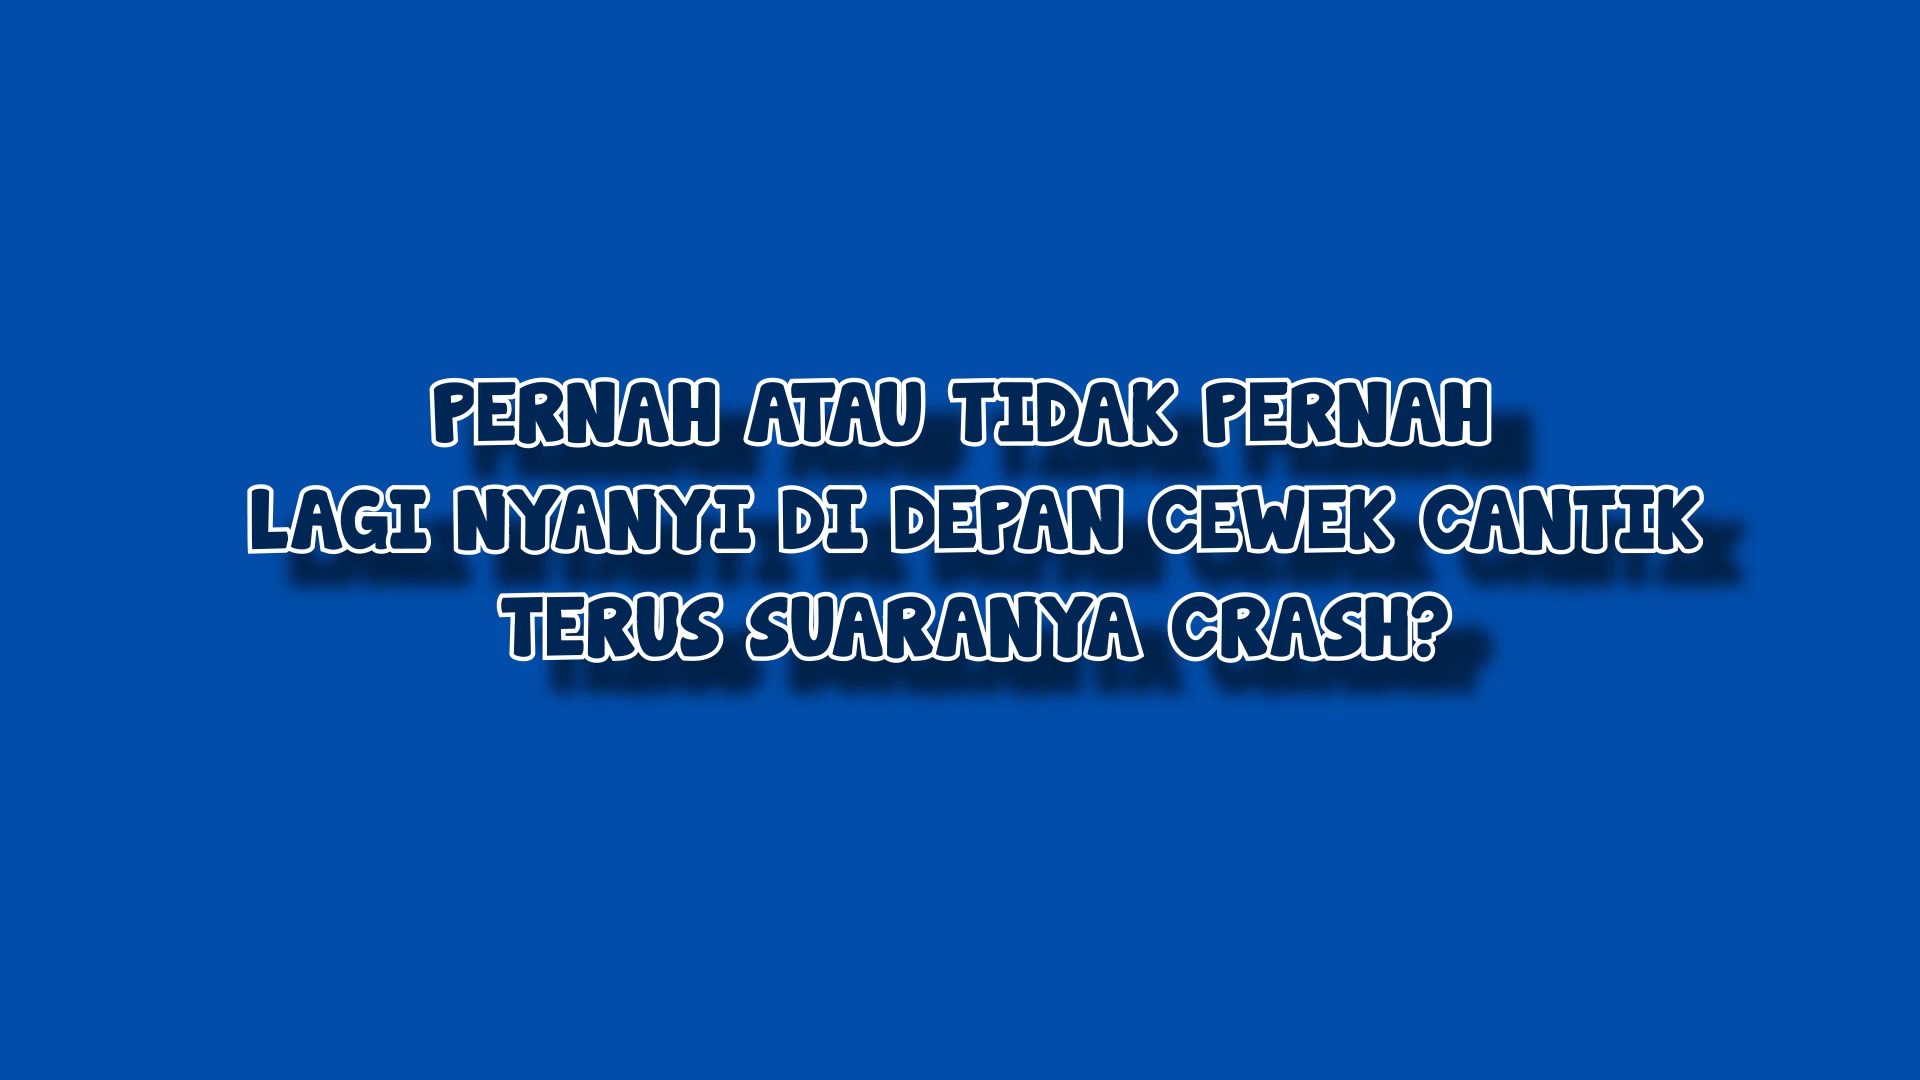 PERNAH ATAU TIDAK PERNAH
LAGI NYANYI DI DEPAN CEWEK CANTIK
TERUS SUARANYA CRASH?